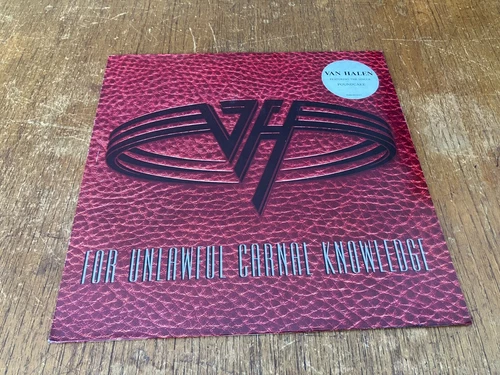 VAN HALEN
VH
FOR UNLAWFUL CARNAL KNOWLEDGE